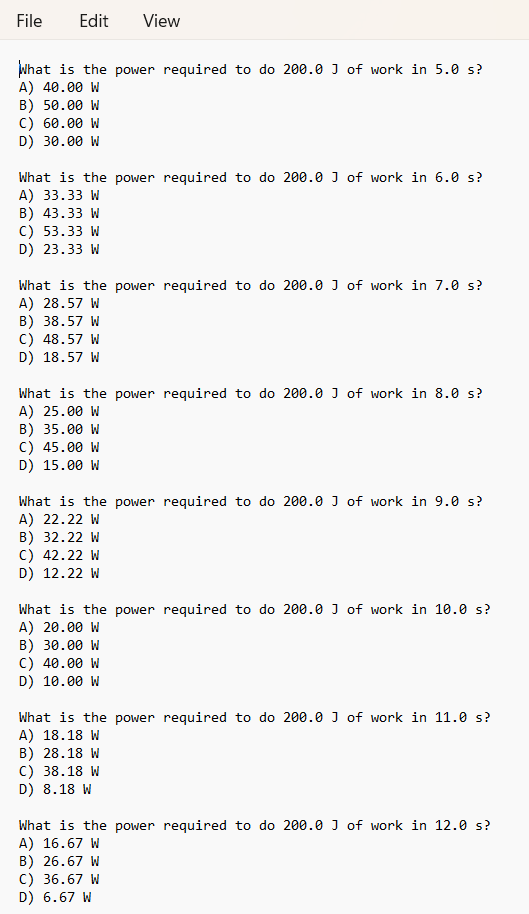 File Edit View
What is the power required to do 200.0 J of work in 5.0 s?
A) 40.00 W
B) 50.00 W
C) 60.00 W
D) 30.00 W
What is the power required to do 200.0 J of work in 6.0 s?
A) 33.33 W
B) 43.33 W
C) 53.33 W
D) 23.33 W
What is the power required to do 200.0 J of work in 7.0 s?
A) 28.57 W
B) 38.57 W
C) 48.57 W
D) 18.57 W
What is the power required to do 200.0 J of work in 8.0 s?
A) 25.00 W
B) 35.00 W
C) 45.00 W
D) 15.00 W
What is the power required to do 200.0 J of work in 9.0 s?
A) 22.22 W
B) 32.22 W
C) 42.22 W
D) 12.22 W
What is the power required to do 200.0 J of work in 10.0 s?
A) 20.00 W
B) 30.00 W
C) 40.00 W
D) 10.00 W
What is the power required to do 200.0 J of work in 11.0 s?
A) 18.18 W
B) 28.18 W
C) 38.18 W
D) 8.18 W
What is the power required to do 200.0 J of work in 12.0 s?
A) 16.67 W
B) 26.67 W
C) 36.67 W
D) 6.67 W